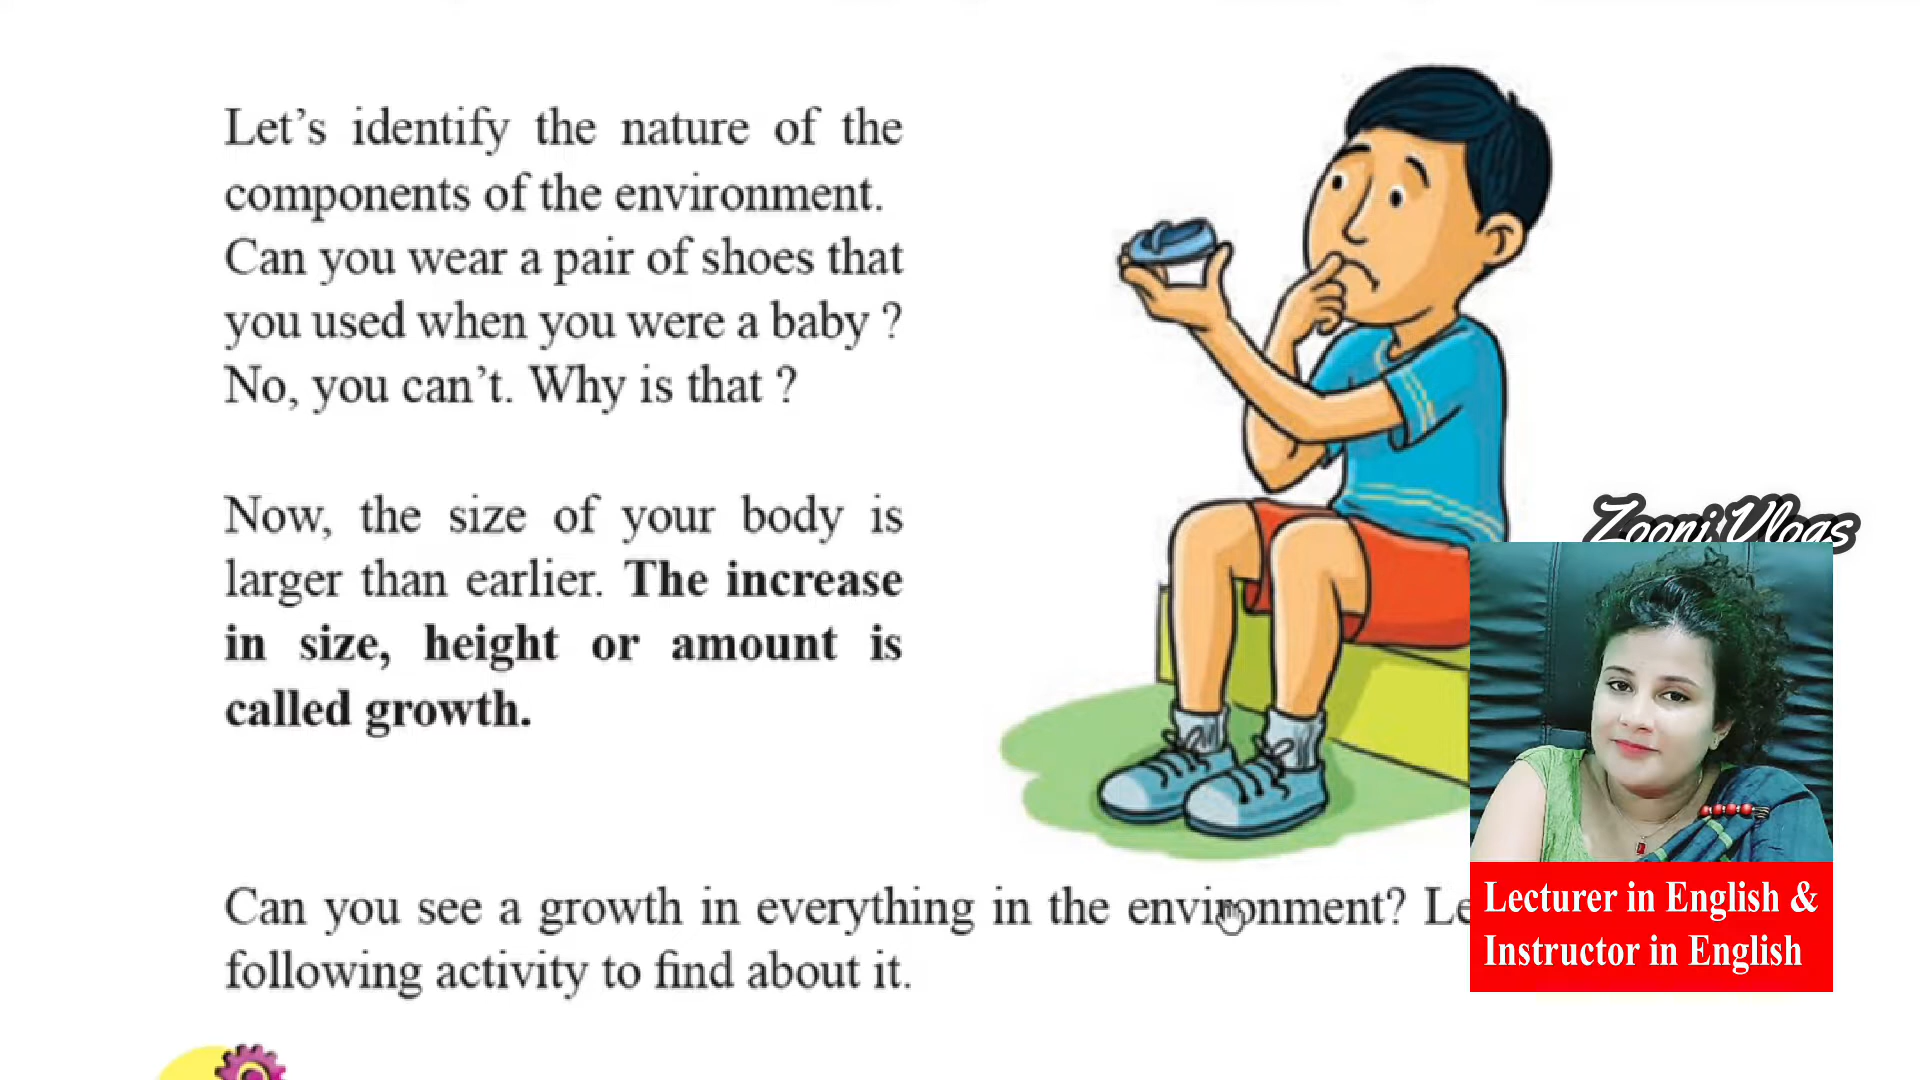 Let’s identify the nature of the
components of the environment.
Can you wear a pair of shoes that
you used when you were a baby ?
No, you can’t. Why is that ?
Now, the size of your body is
larger than earlier. The increase
in size, height or amount is
called growth.
Zooni Vlogs
Can you see a growth in everything in the environment?
following activity to find about it.
Lecturer in English &
Instructor in English